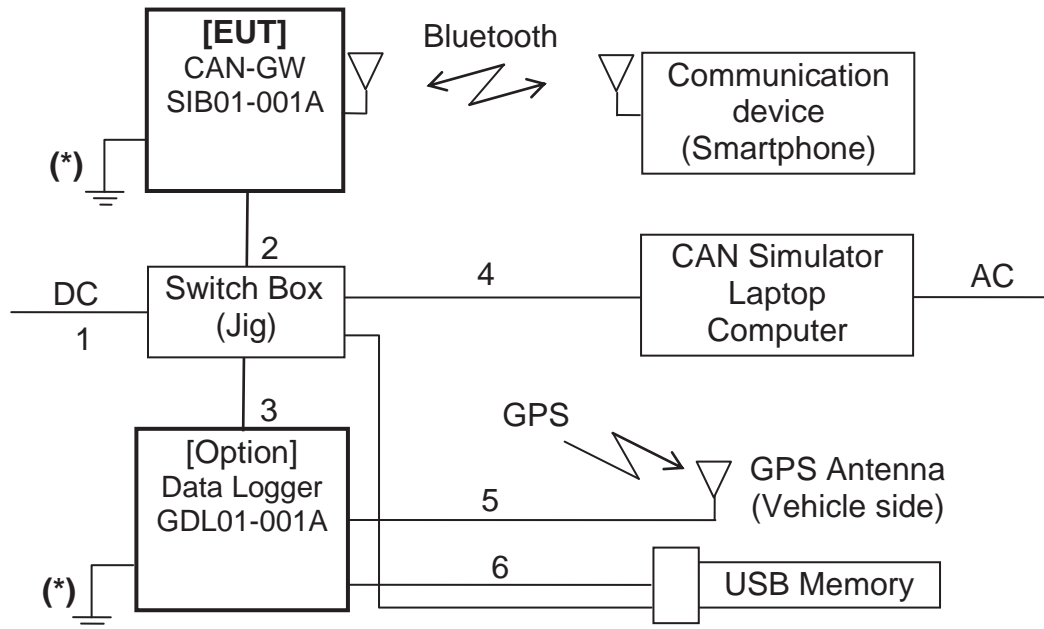 [EUT]
CAN-GW
SIB01-001A
(*)
Bluetooth
Communication
device
(Smartphone)
2
DC
1
Switch Box
(Jig)
4
CAN Simulator
Laptop
Computer
AC
3
[Option]
Data Logger
GDL01-001A
(*)
GPS
5
GPS Antenna
(Vehicle side)
6
USB Memory